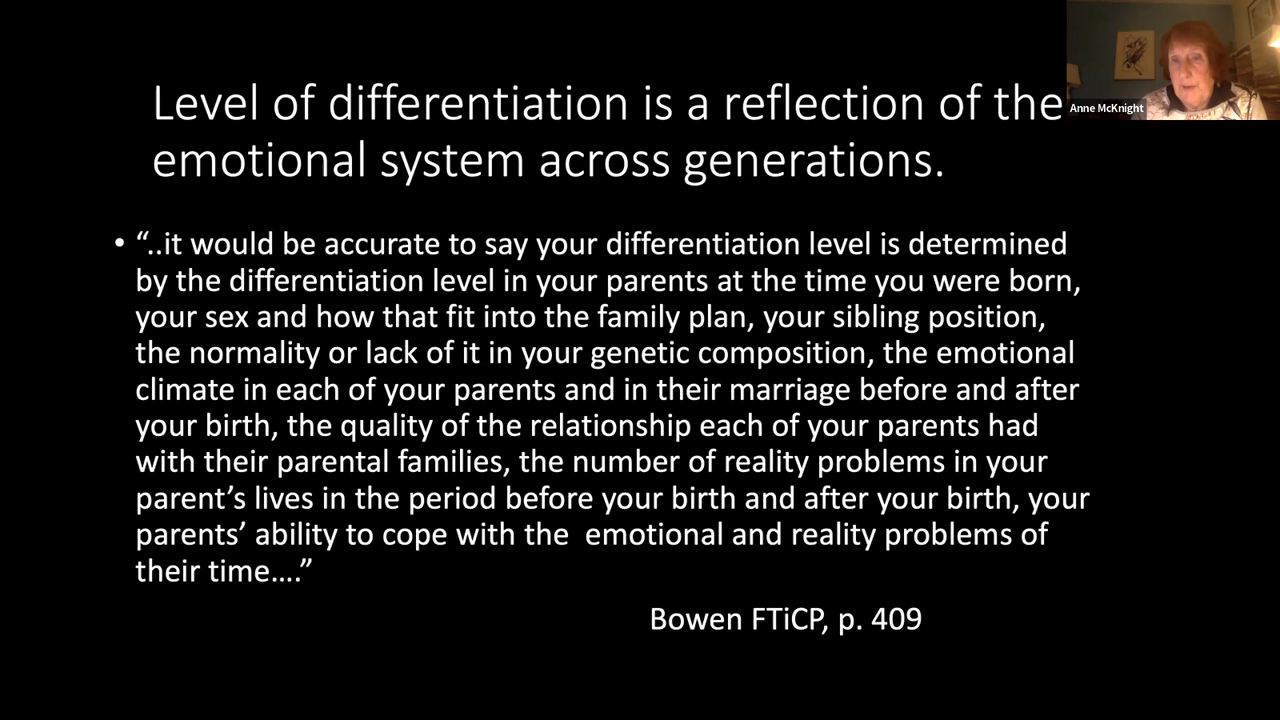 Level of differentiation is a reflection of the
emotional system across generations.
Anne McKnight
• “..it would be accurate to say your differentiation level is determined
by the differentiation level in your parents at the time you were born,
your sex and how that fit into the family plan, your sibling position,
the normality or lack of it in your genetic composition, the emotional
climate in each of your parents and in their marriage before and after
your birth, the quality of the relationship each of your parents had
with their parental families, the number of reality problems in your
parent’s lives in the period before your birth and after your birth, your
parents’ ability to cope with the  emotional and reality problems of
their time….”
Bowen FTiCP, p. 409